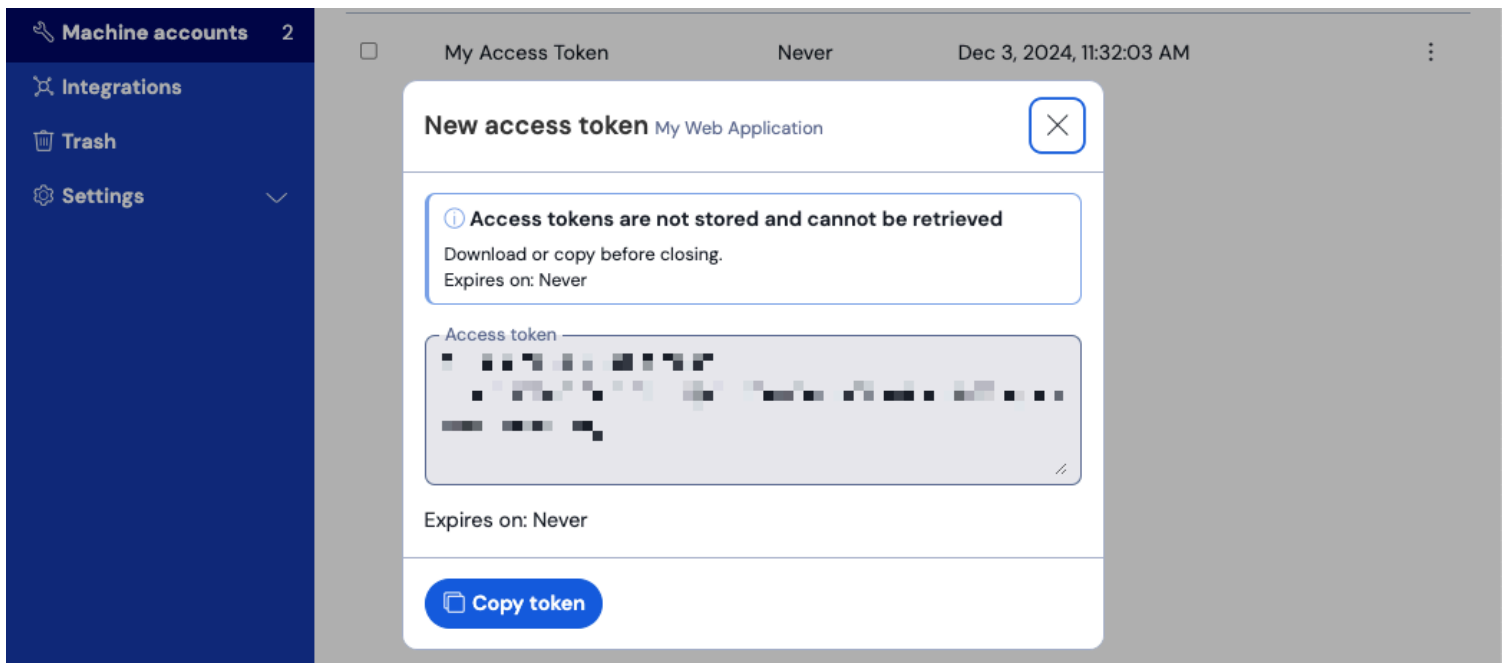 Machine accounts 2
Integrations
Trash
Settings
My Access Token Never Dec 3, 2024, 11:32:03 AM
New access token My Web Application
Access tokens are not stored and cannot be retrieved
Download or copy before closing.
Expires on: Never
Access token
Expires on: Never
Copy token